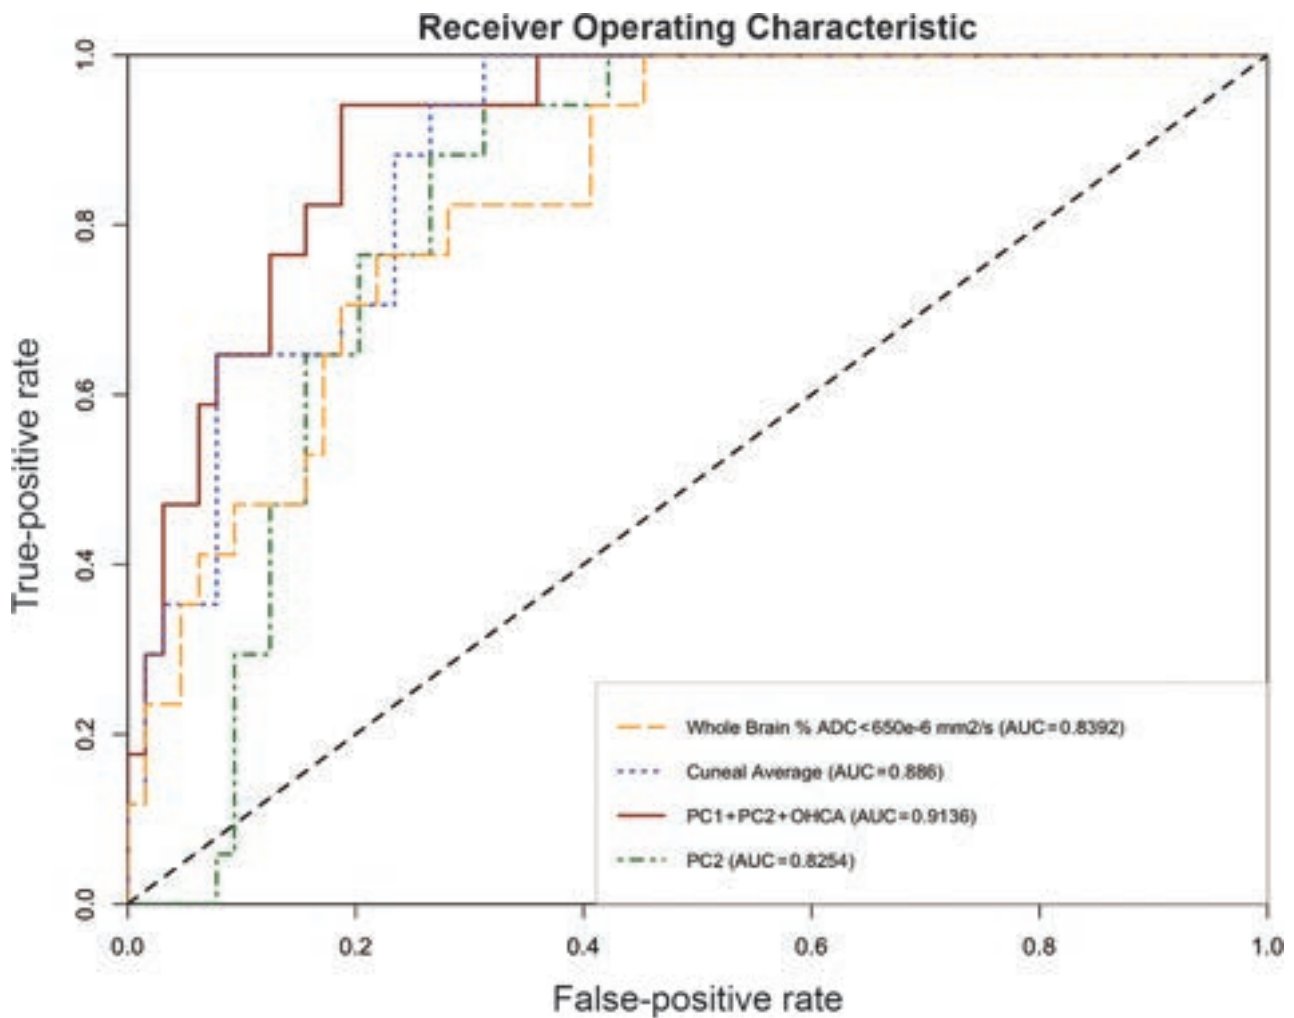 Receiver Operating Characteristic
True-positive rate
1.0
0.8
0.6
0.4
0.2
0.0
Whole Brain % ADC<650e-6 mm2/s (AUC=0.8392)
Cuneal Average (AUC=0.886)
PC1+PC2+OHCA (AUC=0.9136)
PC2 (AUC=0.8254)
0.0 0.2 0.4 0.6 0.8 1.0
False-positive rate